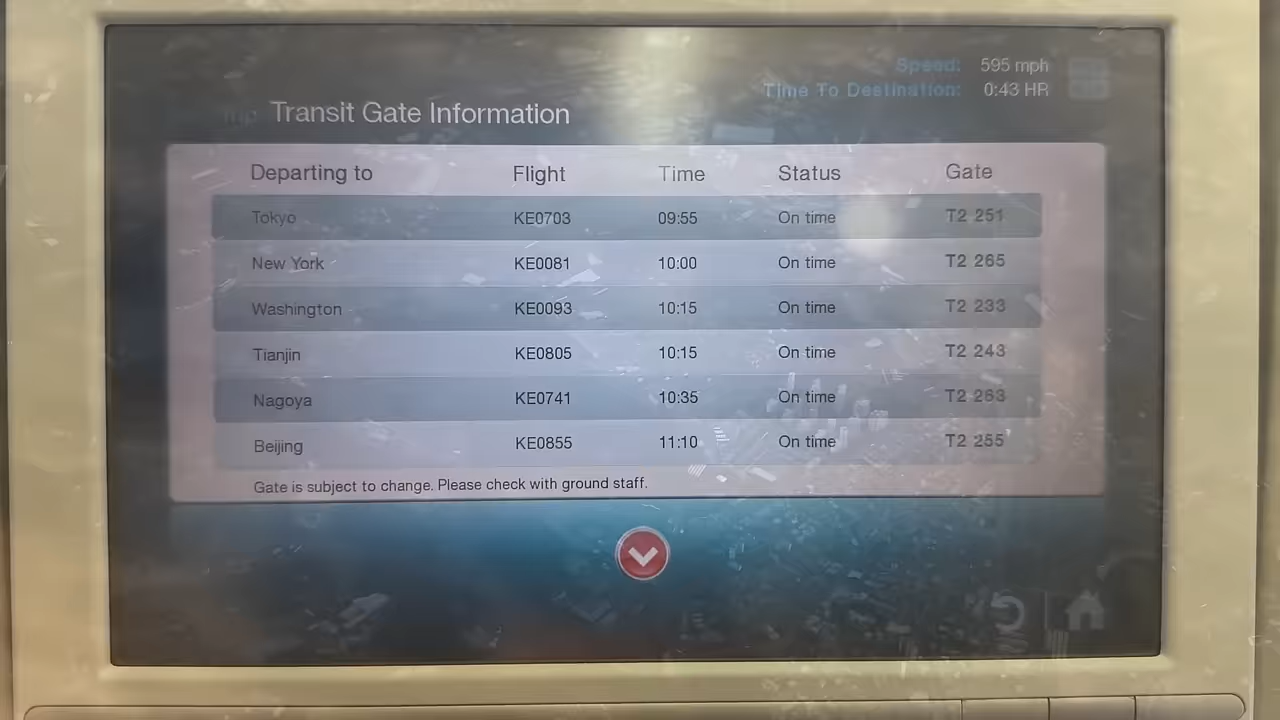 Speed: 595 mph
Time To Destination: 0:43 HR
Transit Gate Information
Departing to Flight Time Status Gate
Tokyo KE0703 09:55 On time T2 251
New York KE0081 10:00 On time T2 265
Washington KE0093 10:15 On time T2 233
Tianjin KE0805 10:15 On time T2 243
Nagoya KE0741 10:35 On time T2 263
Beijing KE0855 11:10 On time T2 255
Gate is subject to change. Please check with ground staff.